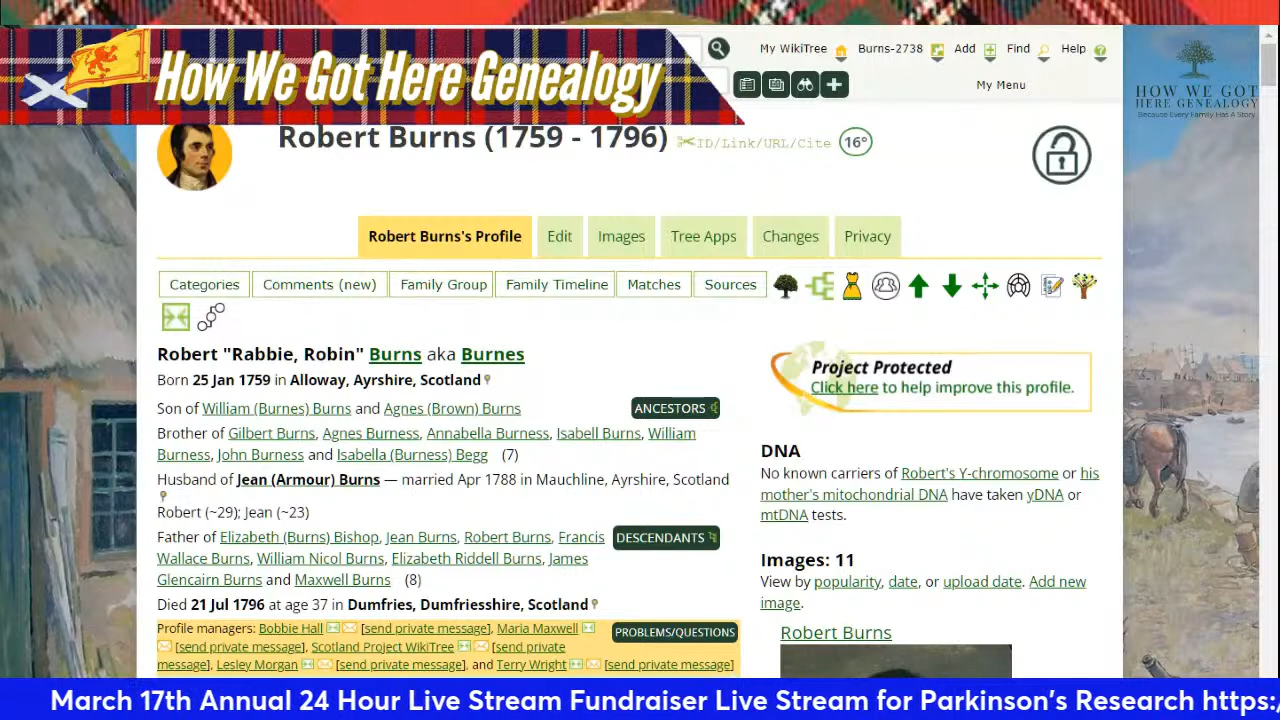 How We Got Here Genealogy
My WikiTree Burns-2738 Add Find Help
My Menu
HOW WE GOT
HERE GENEALOGY
Because Every Family Has A Story
Robert Burns (1759 - 1796) ID/Link/URL/Cite 16°
Robert Burns's Profile Edit Images Tree Apps Changes Privacy
Categories Comments (new) Family Group Family Timeline Matches Sources
Robert "Rabbie, Robin" Burns aka Burnes
Born 25 Jan 1759 in Alloway, Ayrshire, Scotland
Son of William (Burnes) Burns and Agnes (Brown) Burns
ANCESTORS
Brother of Gilbert Burns, Agnes Burness, Annabella Burness, Isabell Burns, William
Burness, John Burness and Isabella (Burness) Begg (7)
Husband of Jean (Armour) Burns — married Apr 1788 in Mauchline, Ayrshire, Scotland
Robert (~29); Jean (~23)
Father of Elizabeth (Burns) Bishop, Jean Burns, Robert Burns, Francis
DESCENDANTS
Wallace Burns, William Nicol Burns, Elizabeth Riddell Burns, James
Glencairn Burns and Maxwell Burns (8)
Died 21 Jul 1796 at age 37 in Dumfries, Dumfriesshire, Scotland
Profile managers: Bobbie Hall [send private message], Maria Maxwell
PROBLEMS/QUESTIONS
[send private message], Scotland Project WikiTree [send private
message], Lesley Morgan [send private message], and Terry Wright [send private message]
Project Protected
Click here to help improve this profile.
DNA
No known carriers of Robert's Y-chromosome or his
mother's mitochondrial DNA have taken yDNA or
mtDNA tests.
Images: 11
View by popularity, date, or upload date. Add new
image.
Robert Burns
March 17th Annual 24 Hour Live Stream Fundraiser Live Stream for Parkinson's Research https:/